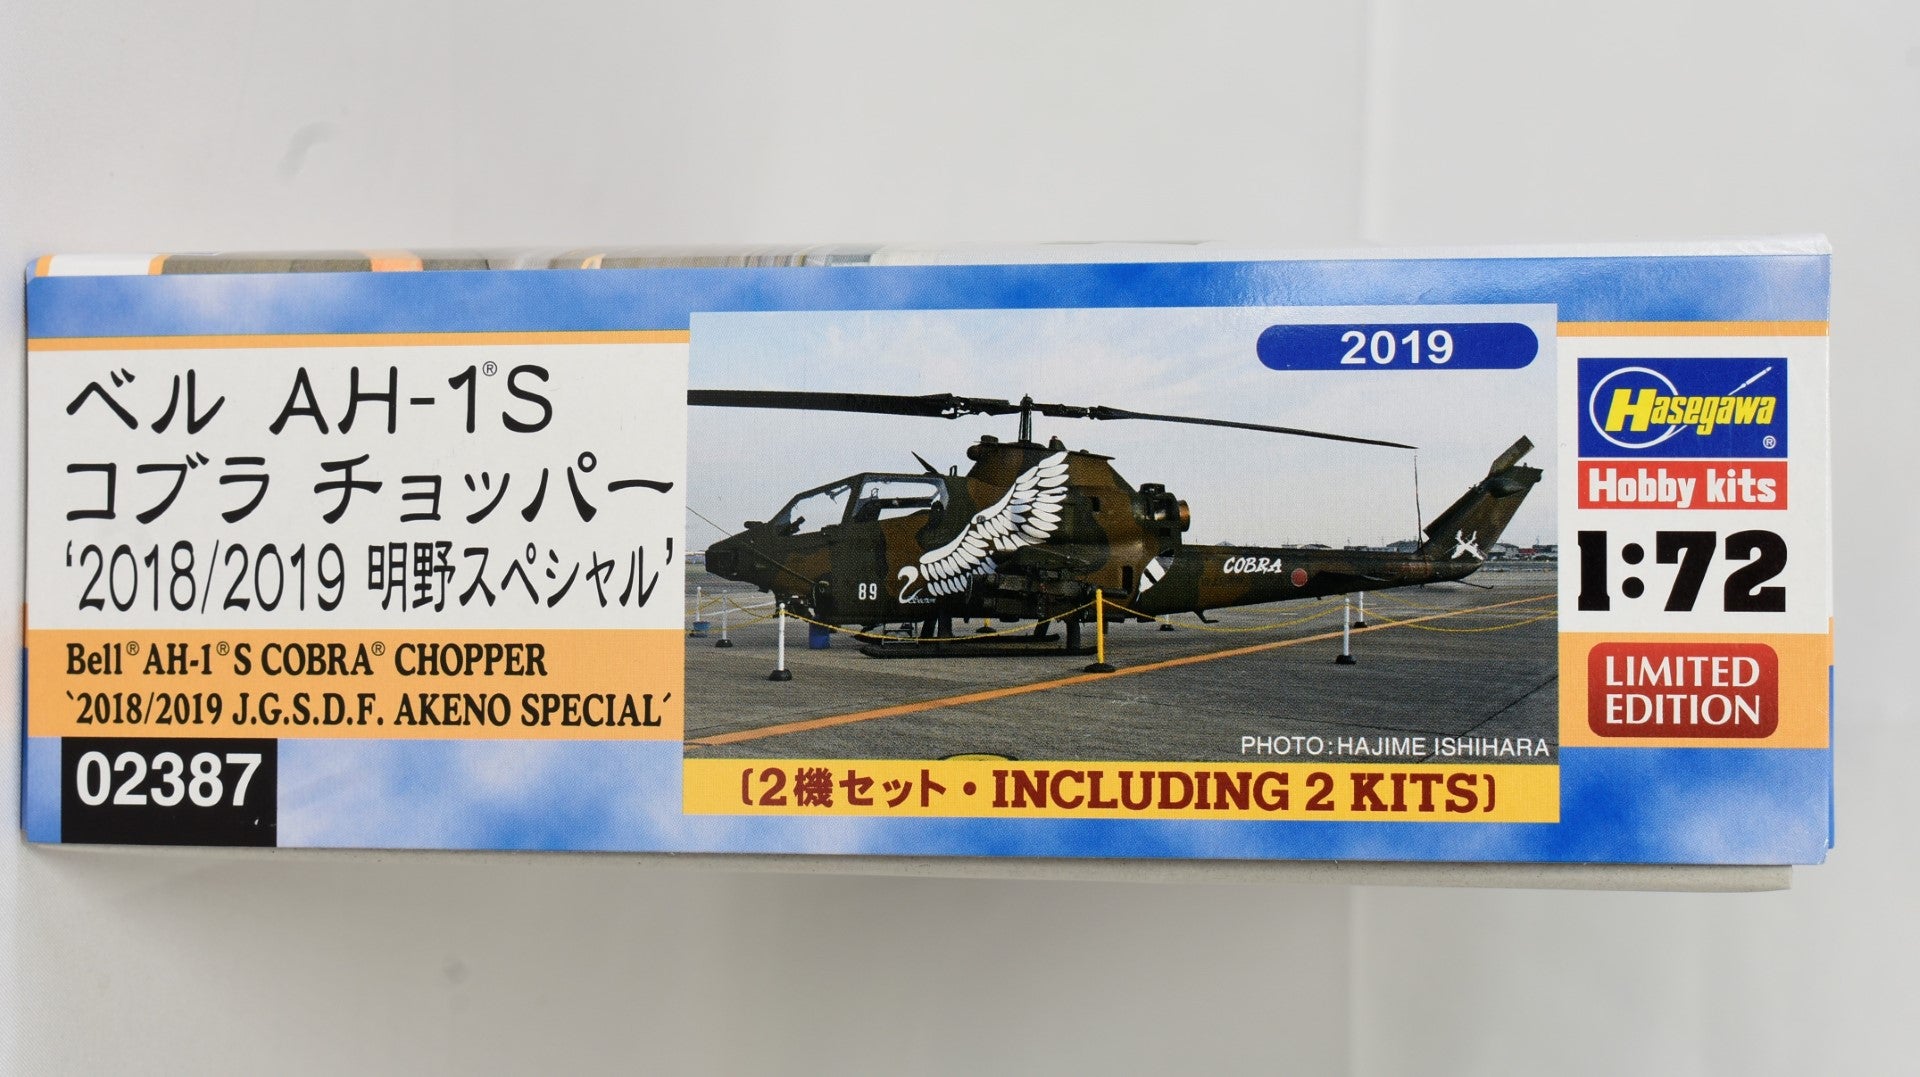 ベル AH-1®S
コブラ チョッパー
‘2018/2019 明野スペシャル’
Bell® AH-1® S COBRA® CHOPPER
‵2018/2019 J.G.S.D.F. AKENO SPECIAL′
02387
2019
89
COBRA
PHOTO:HAJIME ISHIHARA
〔2機セット・INCLUDING 2 KITS〕
Hasegawa®
Hobby kits
1:72
LIMITED
EDITION